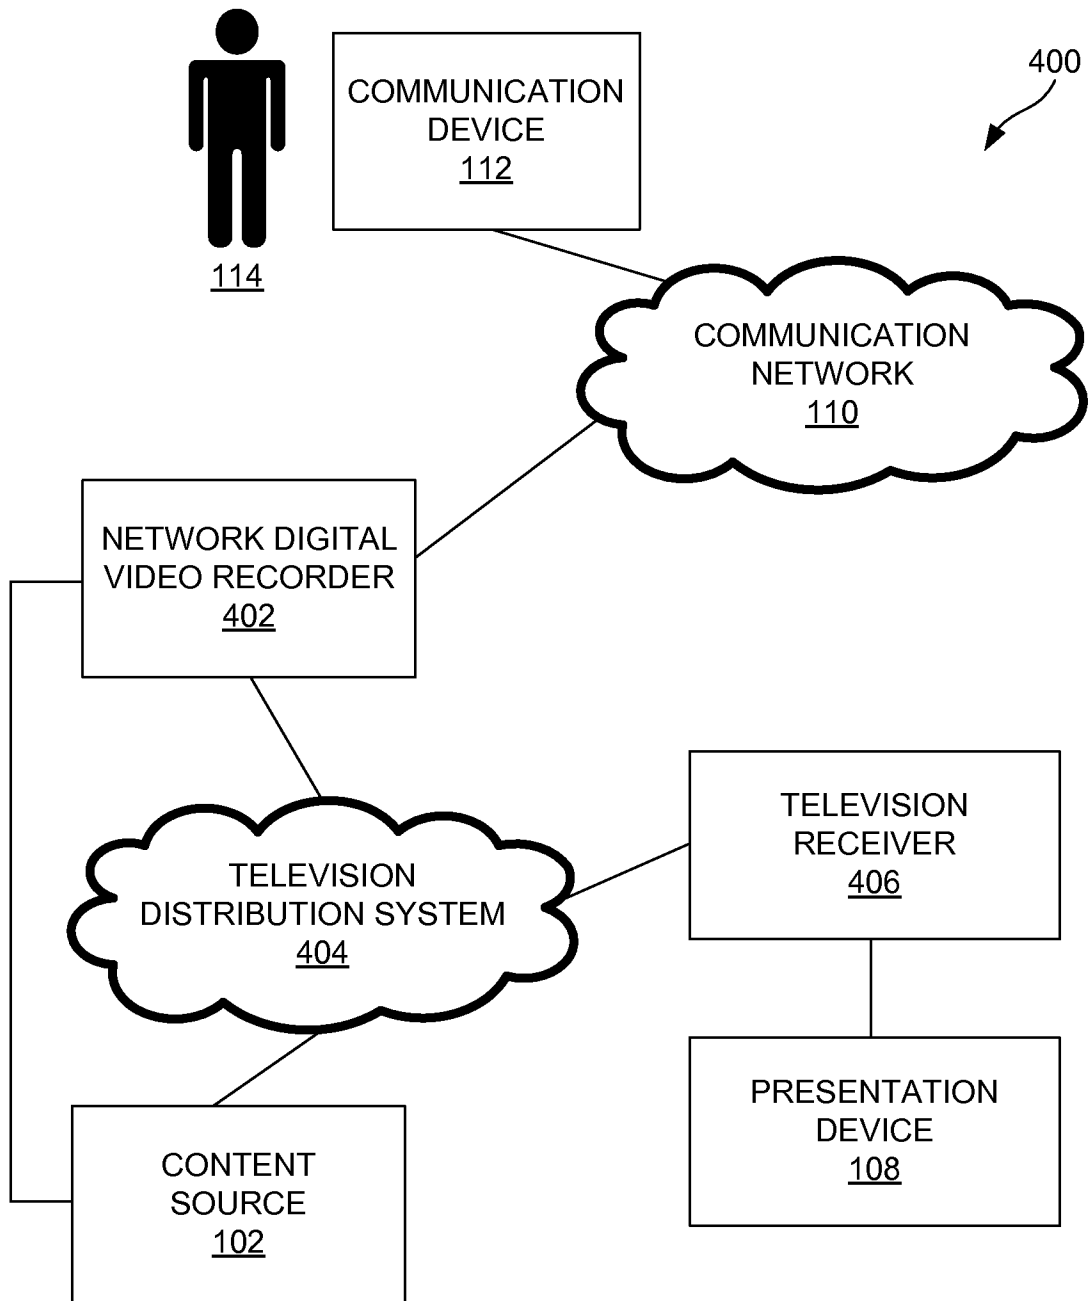 400
COMMUNICATION
DEVICE
112
114
COMMUNICATION
NETWORK
110
NETWORK DIGITAL
VIDEO RECORDER
402
TELEVISION
RECEIVER
406
TELEVISION
DISTRIBUTION SYSTEM
404
PRESENTATION
DEVICE
108
CONTENT
SOURCE
102